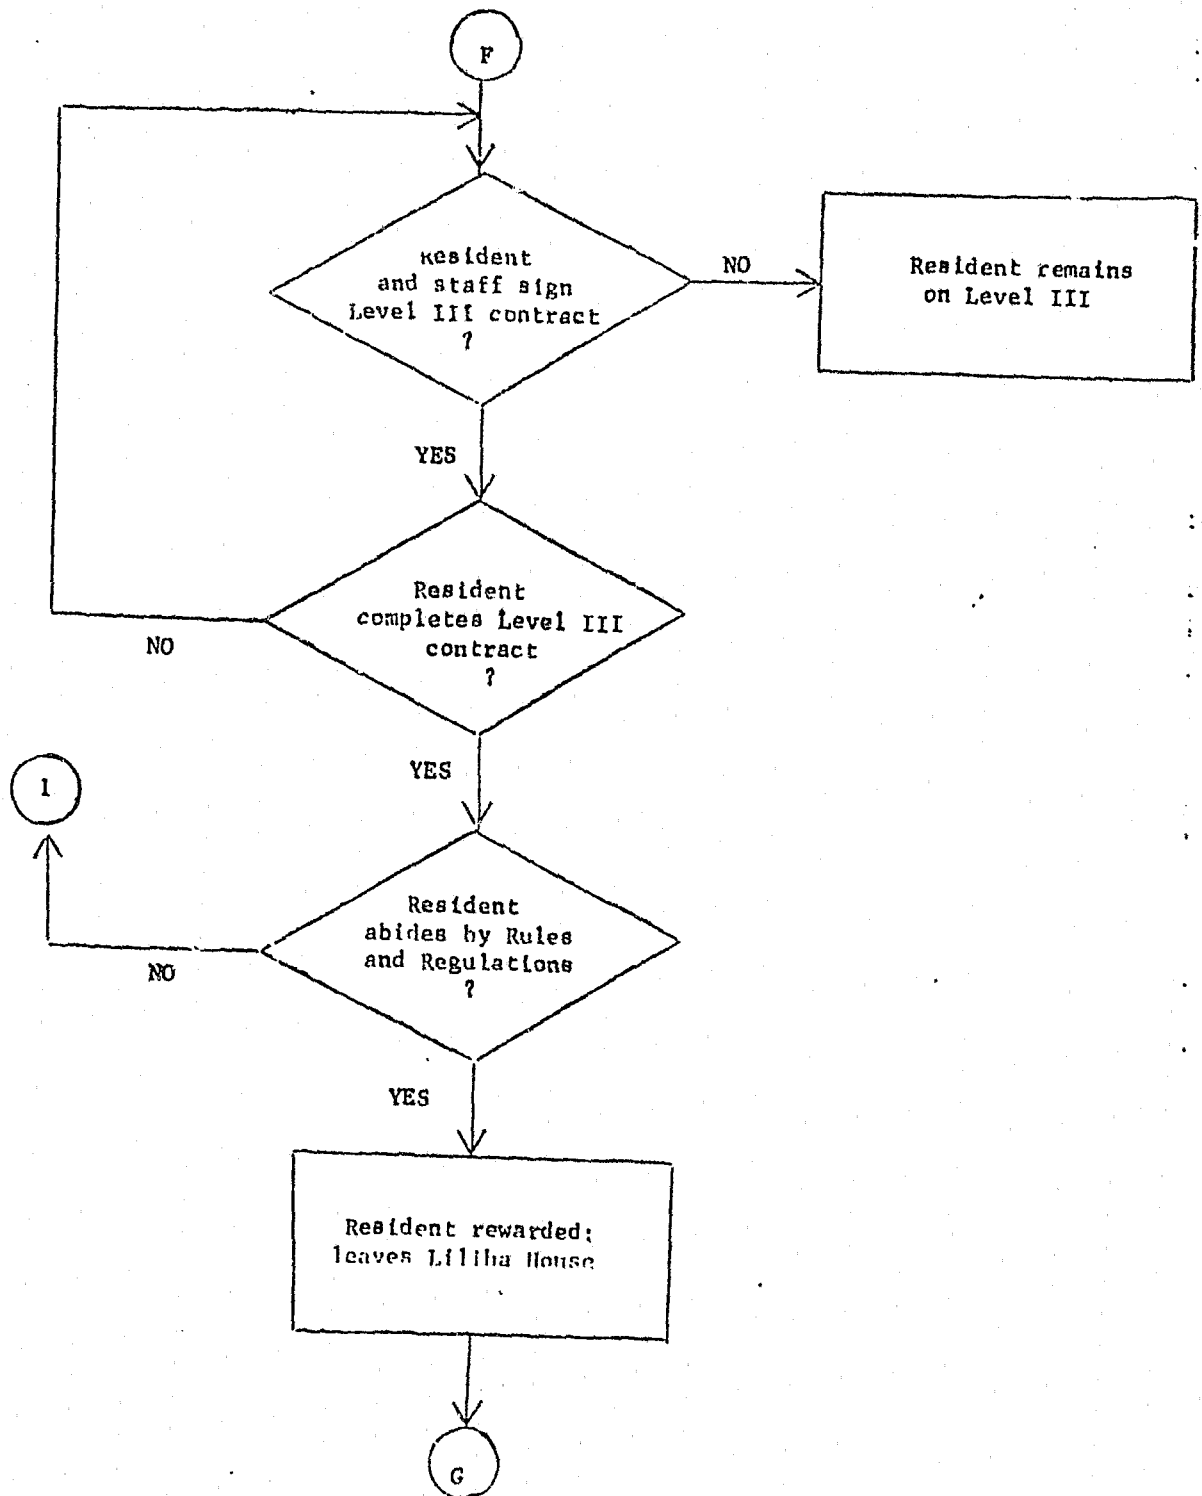 F
Resident
and staff sign
Level III contract
?
NO
Resident remains
on Level III
YES
Resident
completes Level III
contract
?
NO
YES
1
Resident
abides by Rules
and Regulations
?
NO
YES
Resident rewarded;
leaves Liliha House
G